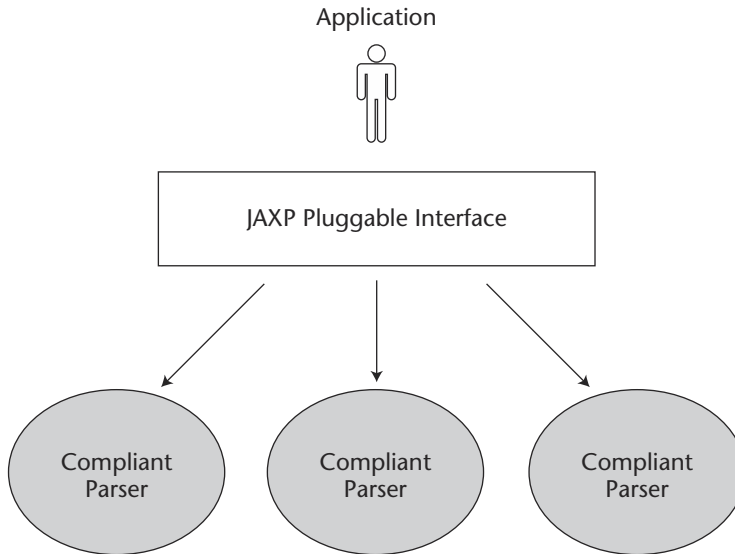 Application
JAXP Pluggable Interface
Compliant
Parser
Compliant
Parser
Compliant
Parser